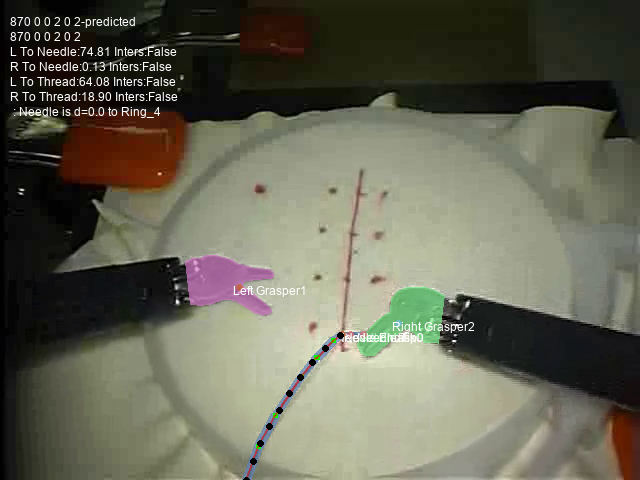 870 0 0 2 0 2-predicted
870 0 0 2 0 2
L To Needle:74.81 Inters:False
R To Needle:0.13 Inters:False
L To Thread:64.08 Inters:False
R To Thread:18.90 Inters:False
: Needle is d=0.0 to Ring_4
Left Grasper1
Right Grasper2